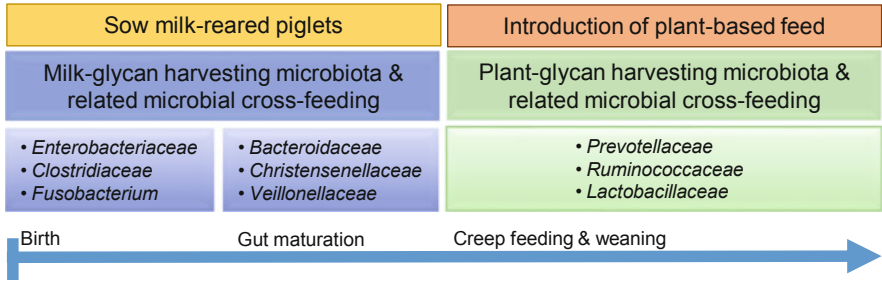 Sow milk-reared piglets
Introduction of plant-based feed
Milk-glycan harvesting microbiota &
related microbial cross-feeding
Plant-glycan harvesting microbiota &
related microbial cross-feeding
• Enterobacteriaceae
• Clostridiaceae
• Fusobacterium
• Bacteroidaceae
• Christensenellaceae
• Veillonellaceae
• Prevotellaceae
• Ruminococcaceae
• Lactobacillaceae
Birth
Gut maturation
Creep feeding & weaning